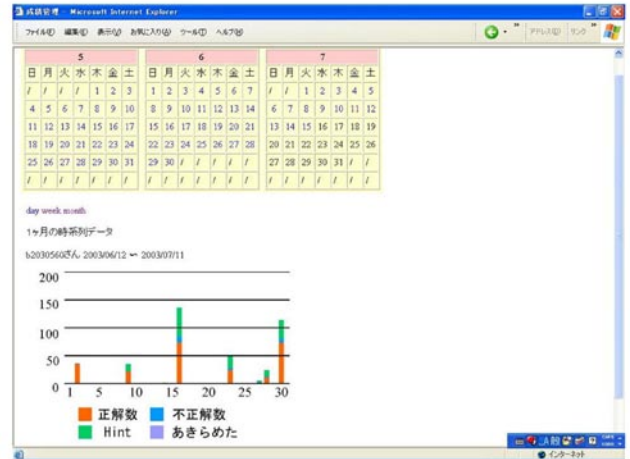 成績管理 - Microsoft Internet Explorer
ファイル(F) 編集(E) 表示(V) お気に入り(A) ツール(T) ヘルプ(H) アドレス(D) リンク »
5 6 7
日 月 火 水 木 金 土 日 月 火 水 木 金 土 日 月 火 水 木 金 土
/ / / / 1 2 3 1 2 3 4 5 6 7 / / 1 2 3 4 5
4 5 6 7 8 9 10 8 9 10 11 12 13 14 6 7 8 9 10 11 12
11 12 13 14 15 16 17 15 16 17 18 19 20 21 13 14 15 16 17 18 19
18 19 20 21 22 23 24 22 23 24 25 26 27 28 20 21 22 23 24 25 26
25 26 27 28 29 30 31 29 30 / / / / / 27 28 29 30 31 / /
/ / / / / / / / / / / / / / / / / / / / /
day week month
1ヶ月の時系列データ
b2030560さん 2003/06/12 〜 2003/07/11
200
150
100
50
0 1 5 10 15 20 25 30
正解数 不正解数
Hint あきらめた
インターネット